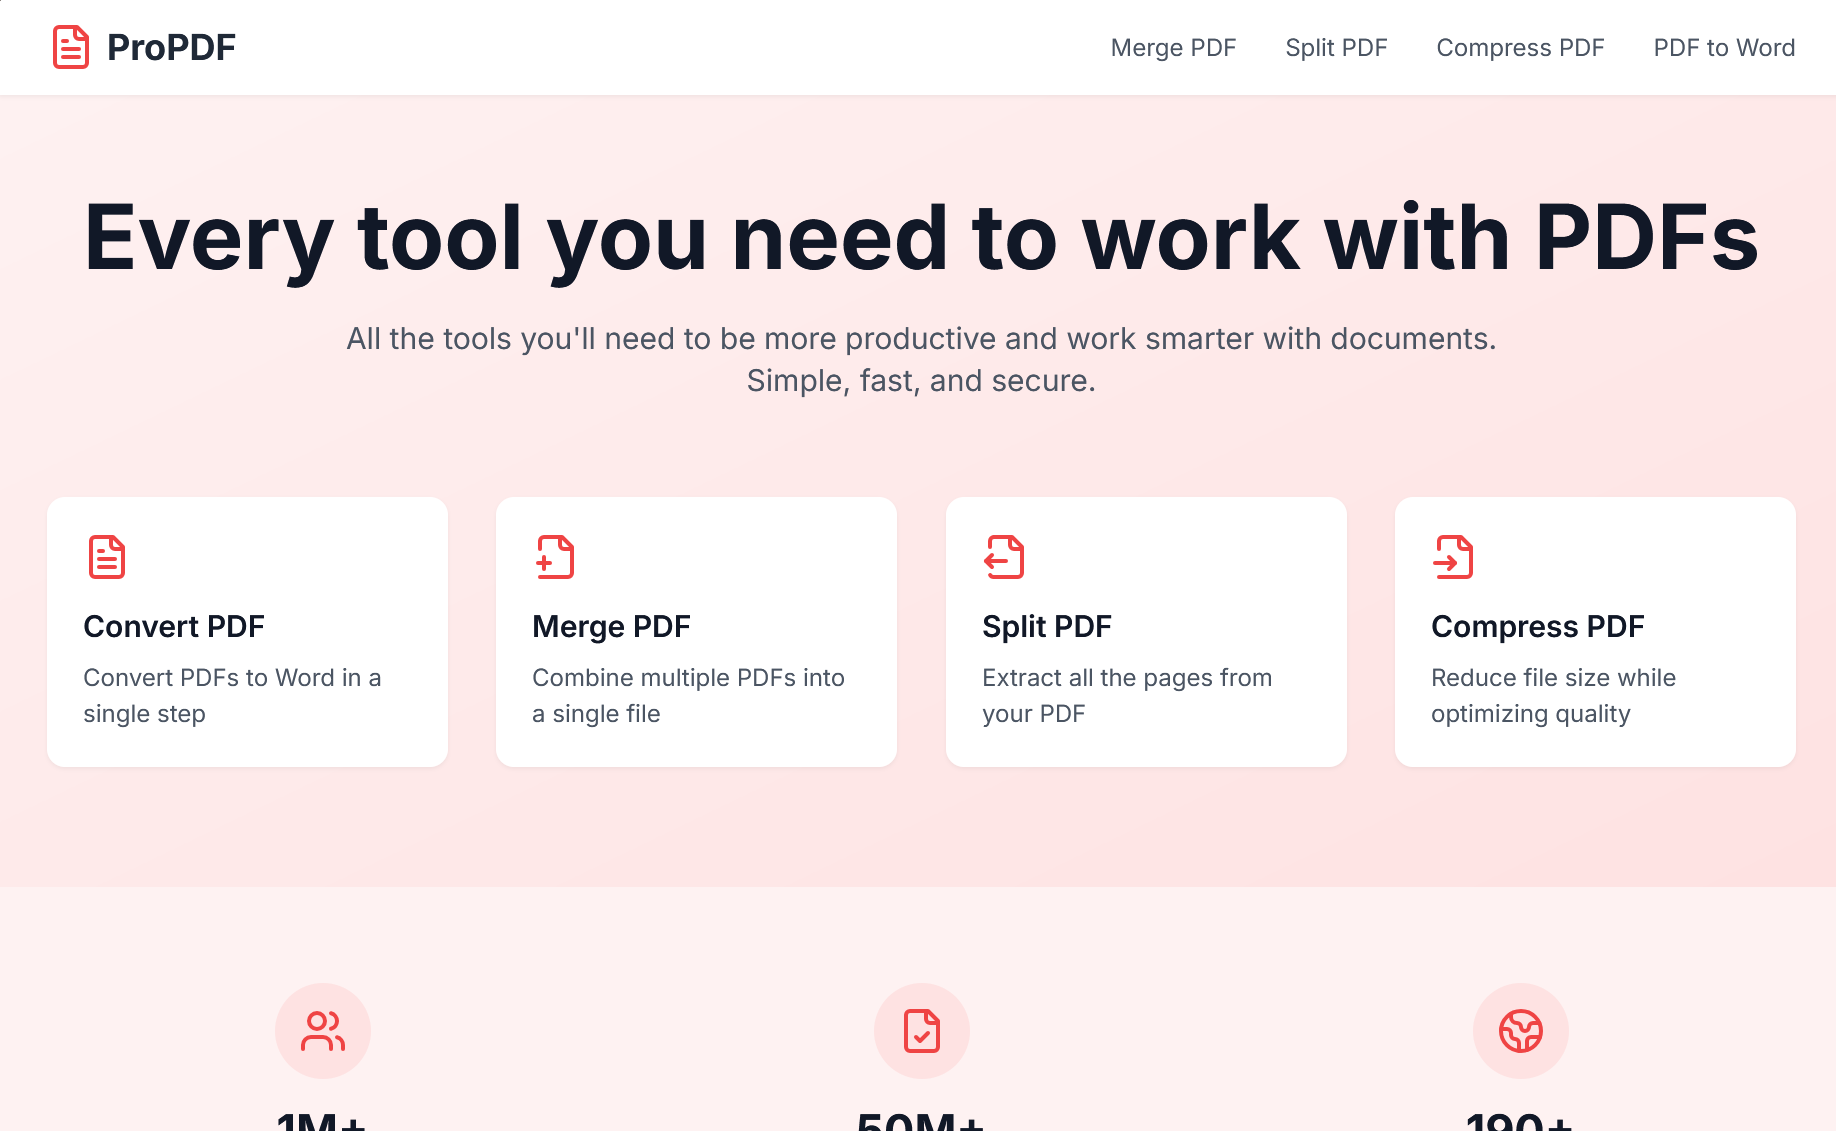 ProPDF
Merge PDF
Split PDF
Compress PDF
PDF to Word
Every tool you need to work with PDFs
All the tools you'll need to be more productive and work smarter with documents.
Simple, fast, and secure.
Convert PDF
Convert PDFs to Word in a
single step
Merge PDF
Combine multiple PDFs into
a single file
Split PDF
Extract all the pages from
your PDF
Compress PDF
Reduce file size while
optimizing quality
1M+
50M+
190+